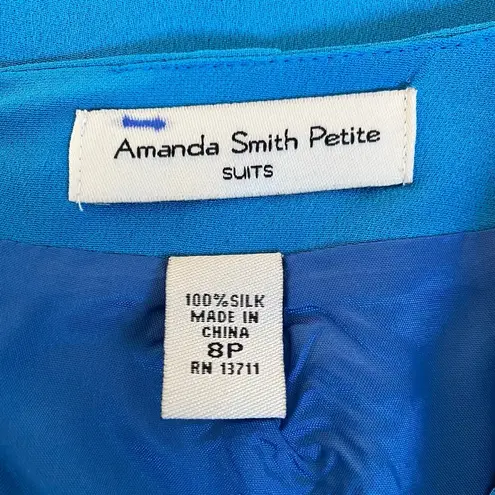 Amanda Smith Petite
SUITS
100% SILK
MADE IN
CHINA
8P
RN 13711